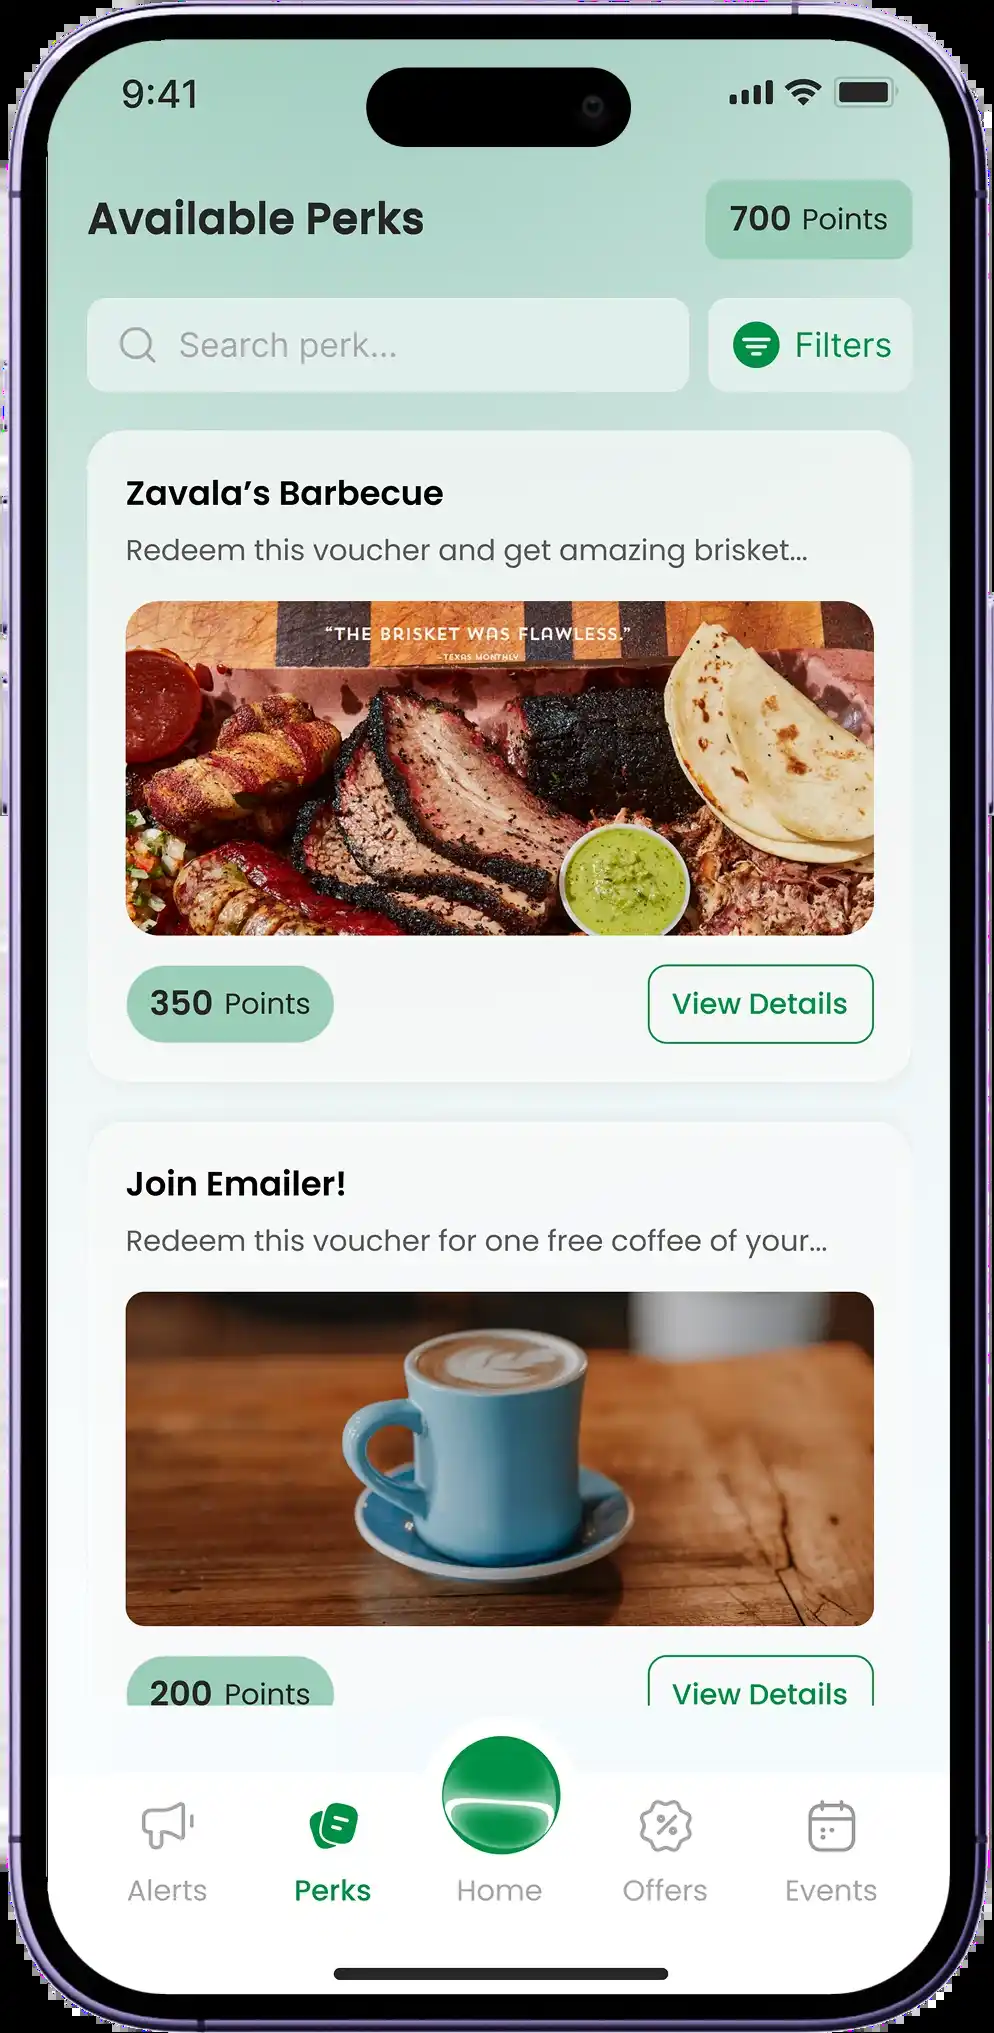 9:41
Available Perks
700 Points
Search perk...
Filters
Zavala’s Barbecue
Redeem this voucher and get amazing brisket...
“THE BRISKET WAS FLAWLESS.”
–TEXAS MONTHLY
350 Points
View Details
Join Emailer!
Redeem this voucher for one free coffee of your...
200 Points
View Details
Alerts
Perks
Home
Offers
Events